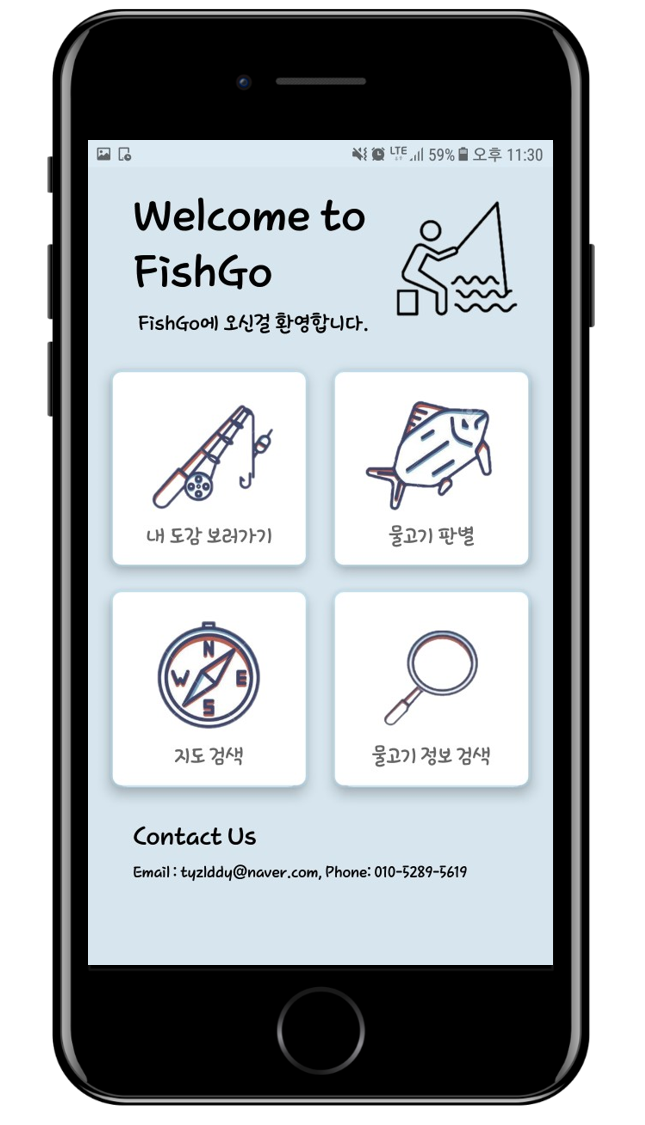 LTE 59% 오후 11:30
Welcome to
FishGo
FishGo에 오신걸 환영합니다.
내 도감 보러가기
물고기 판별
N
W E
S
지도 검색
물고기 정보 검색
Contact Us
Email : tyzlddy@naver.com, Phone: 010-5289-5619